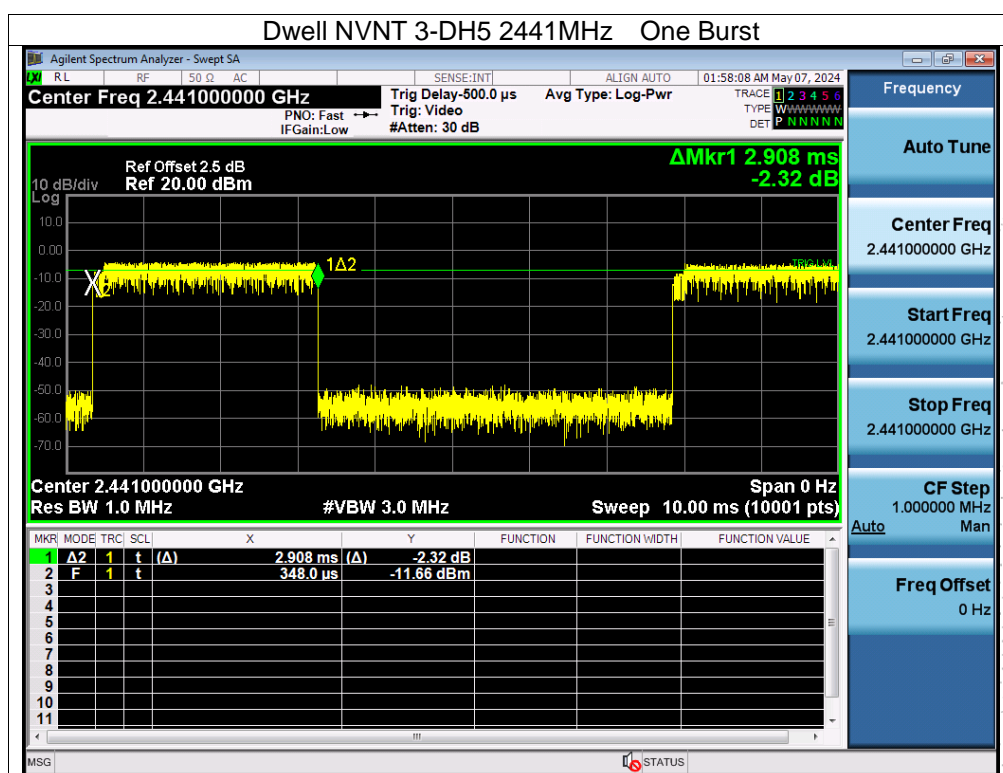 Dwell NVNT 3-DH5 2441MHz One Burst
Agilent Spectrum Analyzer - Swept SA
LXI RL RF 50 Ω AC SENSE:INT ALIGN AUTO 01:58:08 AM May 07, 2024
Center Freq 2.441000000 GHz
PNO: Fast
IFGain:Low
Trig Delay-500.0 µs
Trig: Video
#Atten: 30 dB
Avg Type: Log-Pwr
TRACE 1 2 3 4 5 6
TYPE WWWWWW
DET P N N N N N
Frequency
ΔMkr1 2.908 ms
-2.32 dB
Ref Offset 2.5 dB
10 dB/div Ref 20.00 dBm
Log
10.0
0.00
-10.0
-20.0
-30.0
-40.0
-50.0
-60.0
-70.0
1Δ2
TRIG LVL
Center 2.441000000 GHz Span 0 Hz
Res BW 1.0 MHz #VBW 3.0 MHz Sweep 10.00 ms (10001 pts)
MKR MODE TRC SCL X Y FUNCTION FUNCTION WIDTH FUNCTION VALUE
1 Δ2 1 t (Δ) 2.908 ms (Δ) -2.32 dB
2 F 1 t 348.0 µs -11.66 dBm
3
4
5
6
7
8
9
10
11
Auto Tune
Center Freq
2.441000000 GHz
Start Freq
2.441000000 GHz
Stop Freq
2.441000000 GHz
CF Step
1.000000 MHz
Auto Man
Freq Offset
0 Hz
MSG STATUS